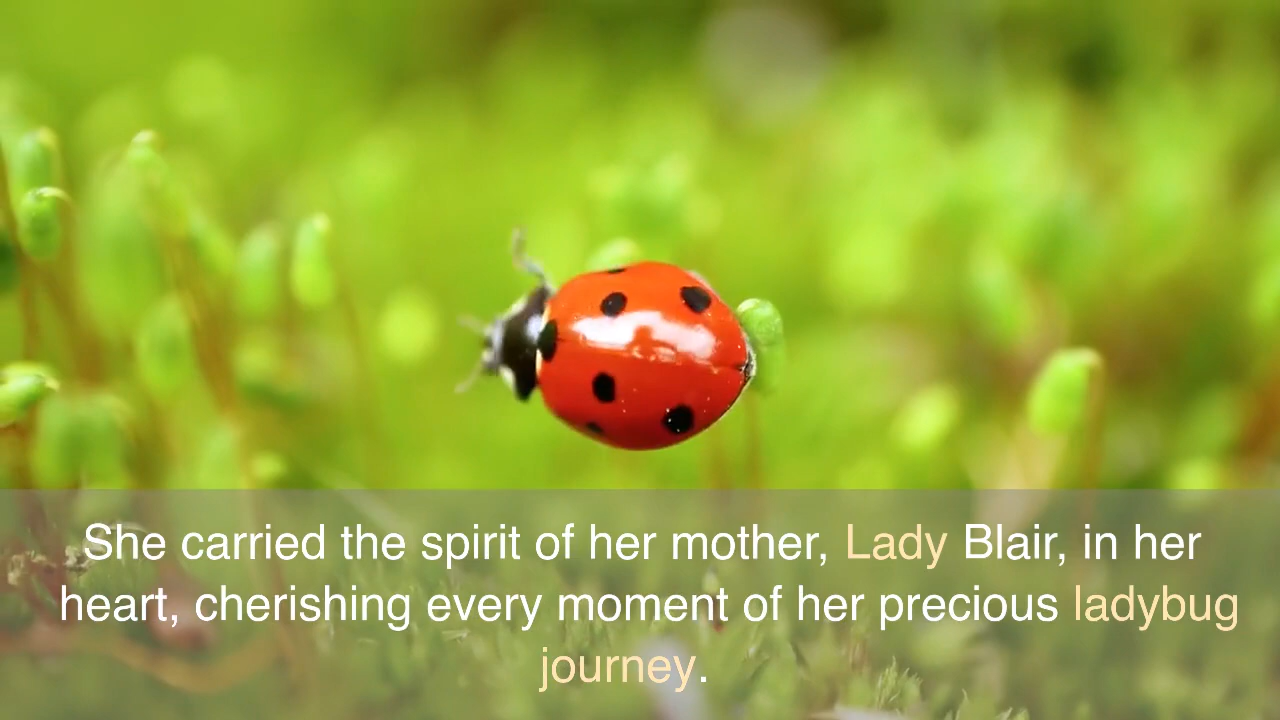 She carried the spirit of her mother, Lady Blair, in her
heart, cherishing every moment of her precious ladybug
journey.